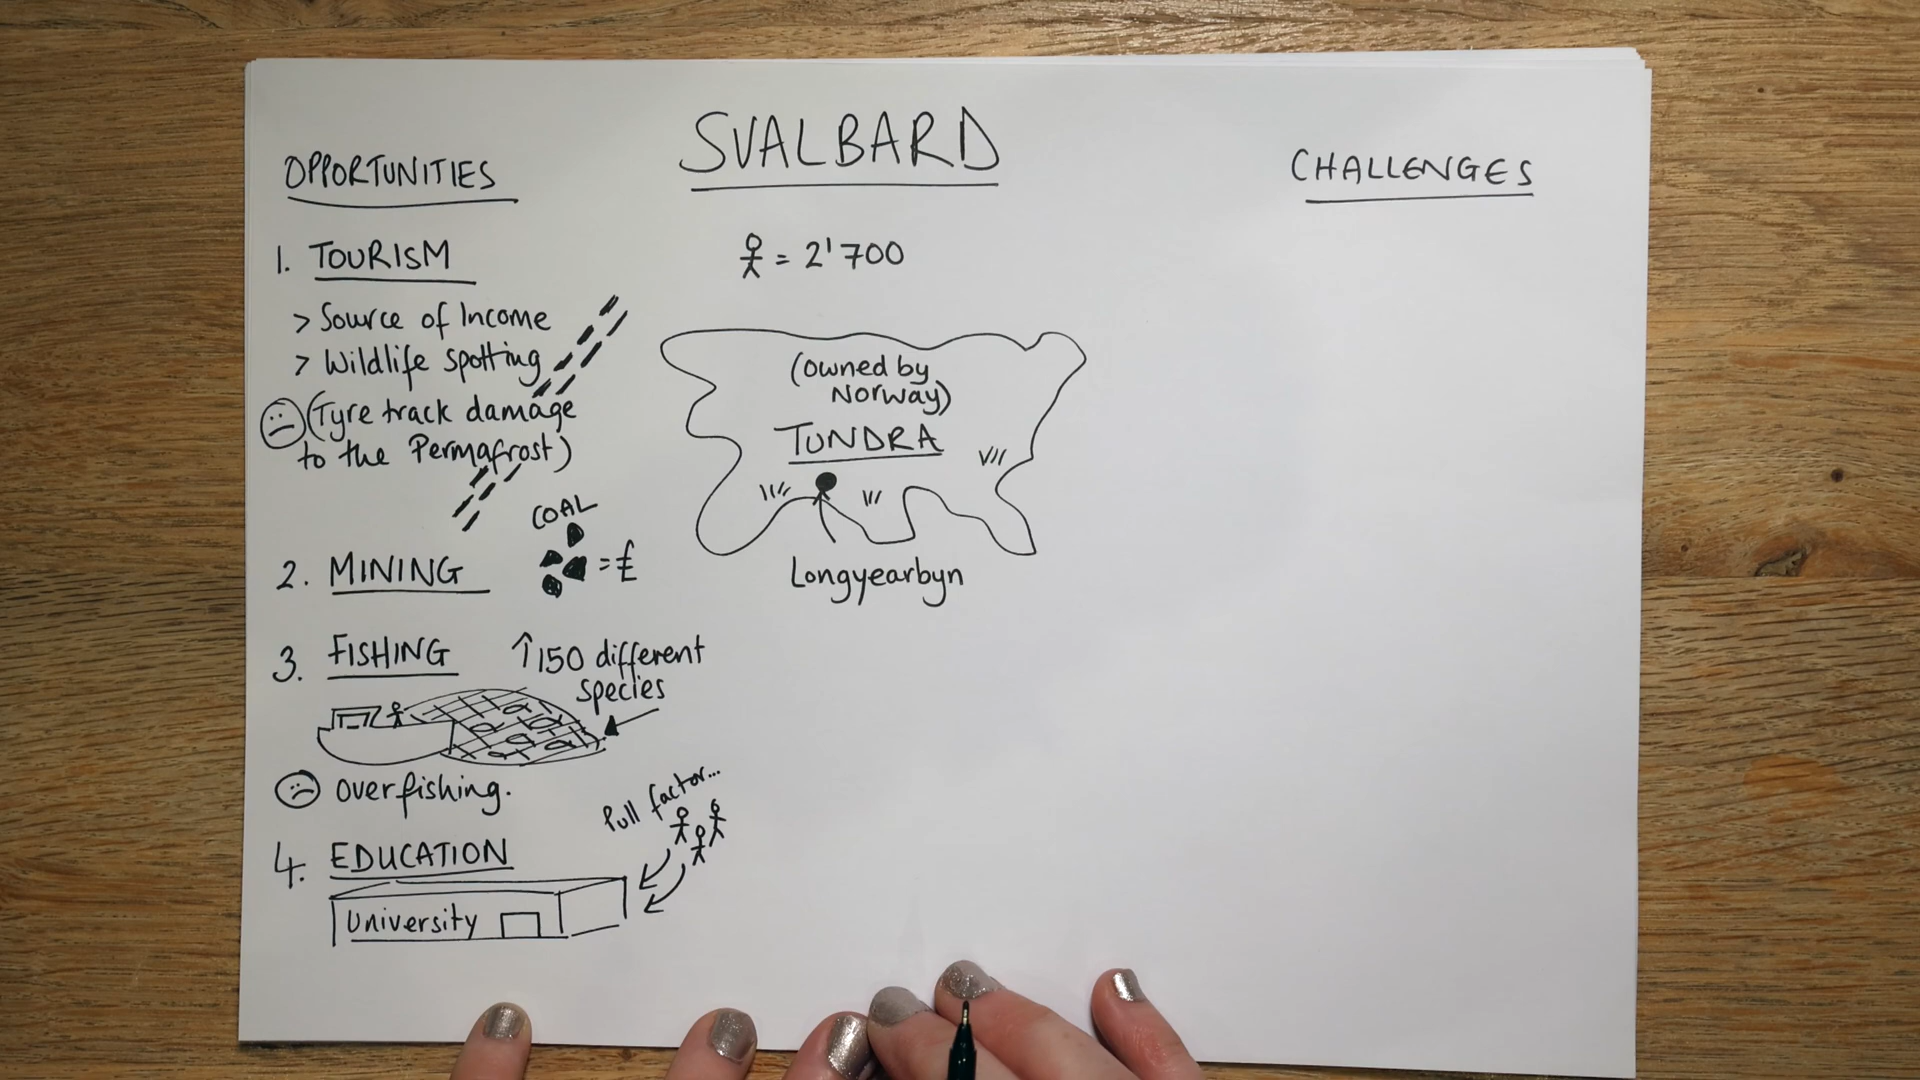 SVALBARD
OPPORTUNITIES
CHALLENGES
= 2'700
1. TOURISM
> Source of Income
> Wildlife spotting
(Tyre track damage
to the Permafrost)
2. MINING
COAL
= £
3. FISHING
↑150 different
species
overfishing.
4. EDUCATION
University
Pull factor...
(owned by
Norway)
TUNDRA
Longyearbyn